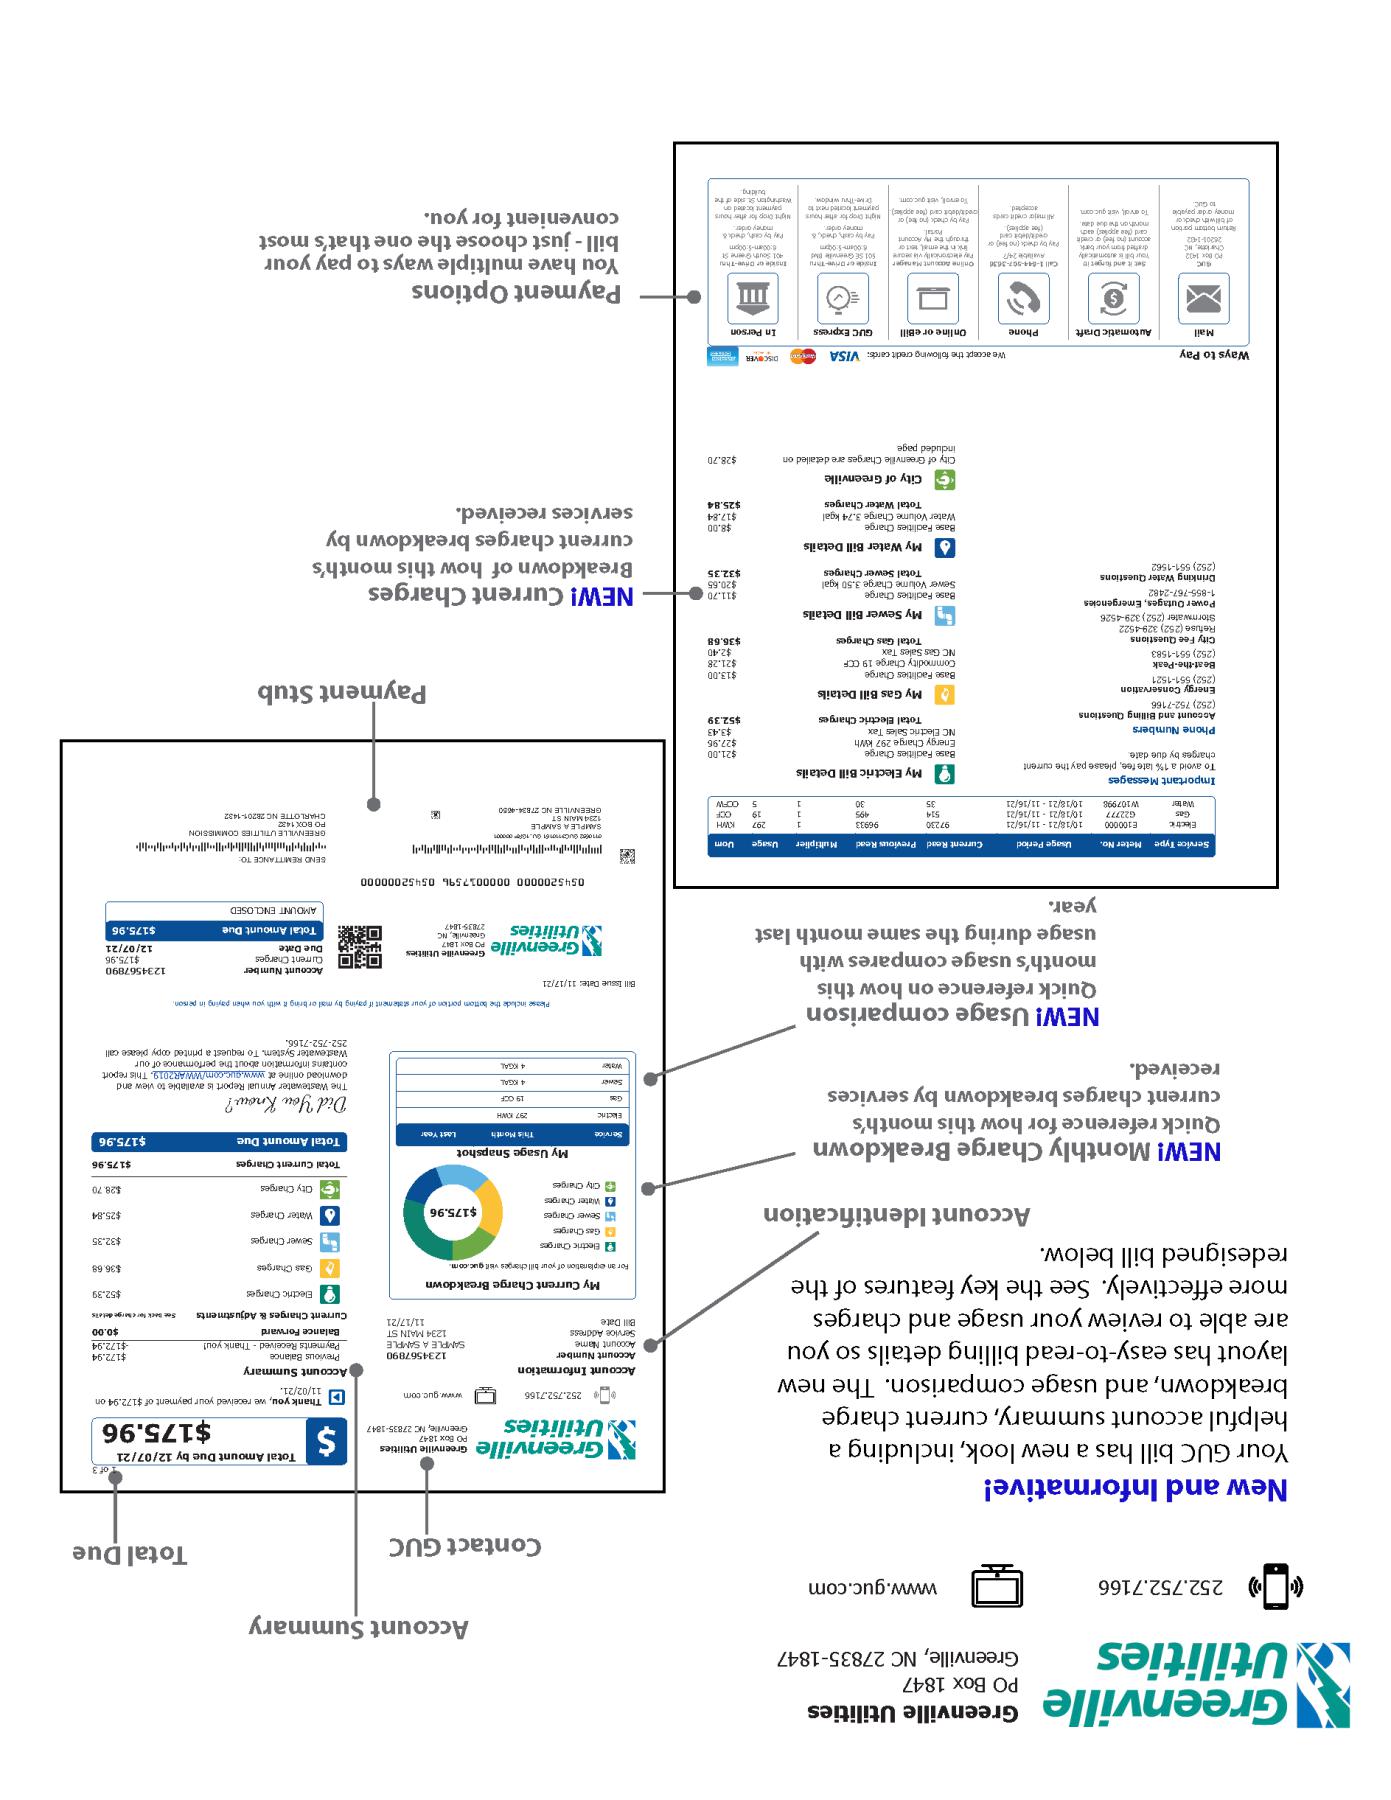 Greenville
Utilities
Greenville Utilities
PO Box 1847
Greenville, NC 27835-1847
252.752.7166
www.guc.com
New and Informative!
Your GUC bill has a new look, including a
helpful account summary, current charge
breakdown, and usage comparison.  The new
layout has easy-to-read billing details so you
are able to review your usage and charges
more effectively.  See the key features of the
redesigned bill below.
Account Summary
Contact GUC
Total Due
Account Identification
NEW! Monthly Charge Breakdown
Quick reference for how this month's
current charges breakdown by services
received.
NEW! Usage comparison
Quick reference on how this
month's usage compares with
usage during the same month last
year.
Greenville
Utilities
Greenville Utilities
PO Box 1847
Greenville, NC 27835-1847
252.752.7166
www.guc.com
1 of 3
$
Total Amount Due by 12/07/21
$175.96
Thank you, we received your payment of $172.94 on
11/02/21.
Account Information
Account Number 1234567890
Account Name SAMPLE A SAMPLE
Service Address 1234 MAIN ST
Bill Date 11/17/21
My Current Charge Breakdown
For an explanation of your bill charges visit guc.com.
Electric Charges
Gas Charges
Sewer Charges
Water Charges
City Charges
$175.96
My Usage Snapshot
Service This Month Last Year
Electric 297 KWH
Gas 19 CCF
Sewer 4 KGAL
Water 4 KGAL
Account Summary
Previous Balance $172.94
Payments Received - Thank you! -$172.94
Balance Forward $0.00
Current Charges & Adjustments See back for charge details
Electric Charges $52.39
Gas Charges $36.68
Sewer Charges $32.35
Water Charges $25.84
City Charges $28.70
Total Current Charges $175.96
Total Amount Due $175.96
Did You Know?
The Wastewater Annual Report is available to view and
download online at www.guc.com/WWAR2019. This report
contains information about the performance of our
Wastewater System. To request a printed copy please call
252-752-7166.
Please include the bottom portion of your statement if paying by mail or bring it with you when paying in person.
Bill Issue Date: 11/17/21
Greenville
Utilities
Greenville Utilities
PO Box 1847
Greenville, NC
27835-1847
Account Number 1234567890
Current Charges $175.96
Due Date 12/07/21
Total Amount Due $175.96
AMOUNT ENCLOSED
0545200000 0000017596 0545200000
SAMPLE A SAMPLE
1234 MAIN ST
GREENVILLE NC 27834-4650
SEND REMITTANCE TO:
GREENVILLE UTILITIES COMMISSION
PO BOX 1432
CHARLOTTE NC 28201-1432
Payment Stub
Service Type Meter No. Usage Period Current Read Previous Read Multiplier Usage Uom
Electric E100000 10/18/21 - 11/16/21 97230 96933 1 297 KWH
Gas G22777 10/18/21 - 11/16/21 514 495 1 19 CCF
Water W107998 10/18/21 - 11/16/21 35 30 1 5 CCFW
Important Messages
To avoid a 1% late fee, please pay the current
charges by due date.
Phone Numbers
Account and Billing Questions
(252) 752-7166
Energy Conservation
(252) 551-1521
Beat-the-Peak
(252) 551-1583
City Fee Questions
Refuse (252) 329-4522
Stormwater (252) 329-4526
Power Outages, Emergencies
1-855-767-2482
Drinking Water Questions
(252) 551-1562
My Electric Bill Details
Base Facilities Charge $21.00
Energy Charge 297 kWh $27.96
NC Electric Sales Tax $3.43
Total Electric Charges $52.39
My Gas Bill Details
Base Facilities Charge $13.00
Commodity Charge 19 CCF $21.28
NC Gas Sales Tax $2.40
Total Gas Charges $36.68
My Sewer Bill Details
Base Facilities Charge $11.70
Sewer Volume Charge 3.50 kgal $20.65
Total Sewer Charges $32.35
My Water Bill Details
Base Facilities Charge $8.00
Water Volume Charge 3.74 kgal $17.84
Total Water Charges $25.84
City of Greenville
City of Greenville Charges are detailed on $28.70
included page
NEW! Current Charges
Breakdown of how this month's
current charges breakdown by
services received.
Ways to Pay
We accept the following credit cards:
VISA
DISCOVER
Mail
GUC
PO Box 1432
Charlotte, NC
28201-1432
Return bottom portion
of bill with check or
money order payable
to GUC.
Automatic Draft
Set it and forget it!
Your bill is automatically
drafted from your bank
account (no fee) or credit
card (fee applies) each
month on the due date.
To enroll, visit guc.com.
Phone
Call 1-844-507-3636
Available 24/7
Pay by check (no fee) or
credit/debit card
(fee applies).
All major credit cards
accepted.
Online or eBill
Online Account Manager
Pay electronically via secure
link in the email, text or
through the My Account
Portal.
Pay by check (no fee) or
credit/debit card (fee applies)
To enroll, visit guc.com.
GUC Express
Inside or Drive-Thru
501 SE Greenville Blvd
8:00am-5:00pm
Pay by cash, check, &
money order.
Night Drop for after hours
payment located next to
Drive-Thru window.
In Person
Inside or Drive-Thru
401 South Greene St
8:00am-5:00pm
Pay by cash, check, &
money order.
Night Drop for after hours
payment located on
Washington St. side of the
building.
Payment Options
You have multiple ways to pay your
bill - just choose the one that's most
convenient for you.